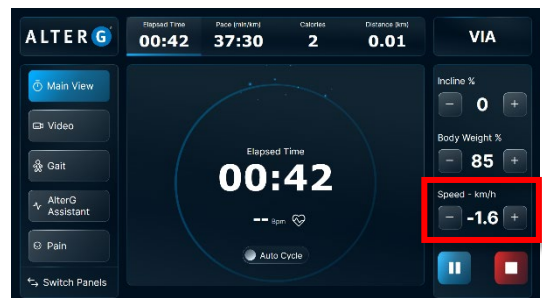 ALTER G
Elapsed Time
00:42
Pace (min/km)
37:30
Calories
2
Distance (km)
0.01
VIA
Main View
Video
Gait
AlterG
Assistant
Pain
Switch Panels
Elapsed Time
00:42
-- Bpm
Auto Cycle
Incline %
- 0 +
Body Weight %
- 85 +
Speed - km/h
- -1.6 +